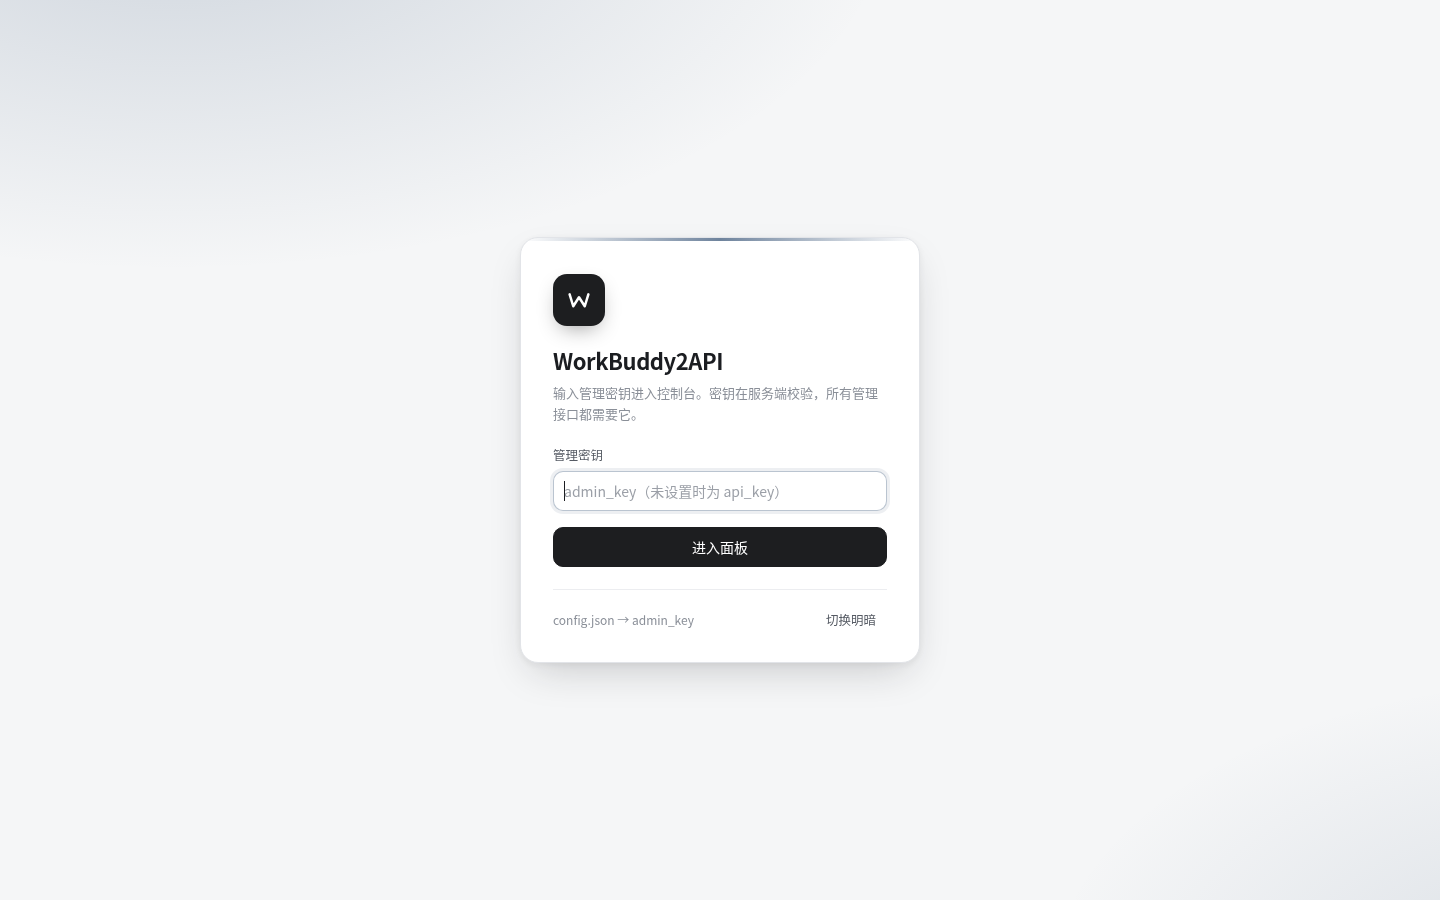 W
WorkBuddy2API
输入管理密钥进入控制台。密钥在服务端校验，所有管理
接口都需要它。
管理密钥
admin_key（未设置时为 api_key）
进入面板
config.json → admin_key
切换明暗